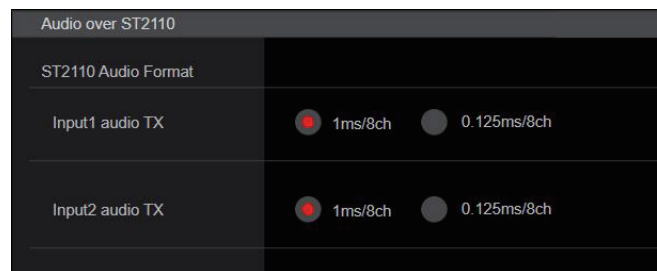 Audio over ST2110
ST2110 Audio Format
Input1 audio TX 1ms/8ch 0.125ms/8ch
Input2 audio TX 1ms/8ch 0.125ms/8ch